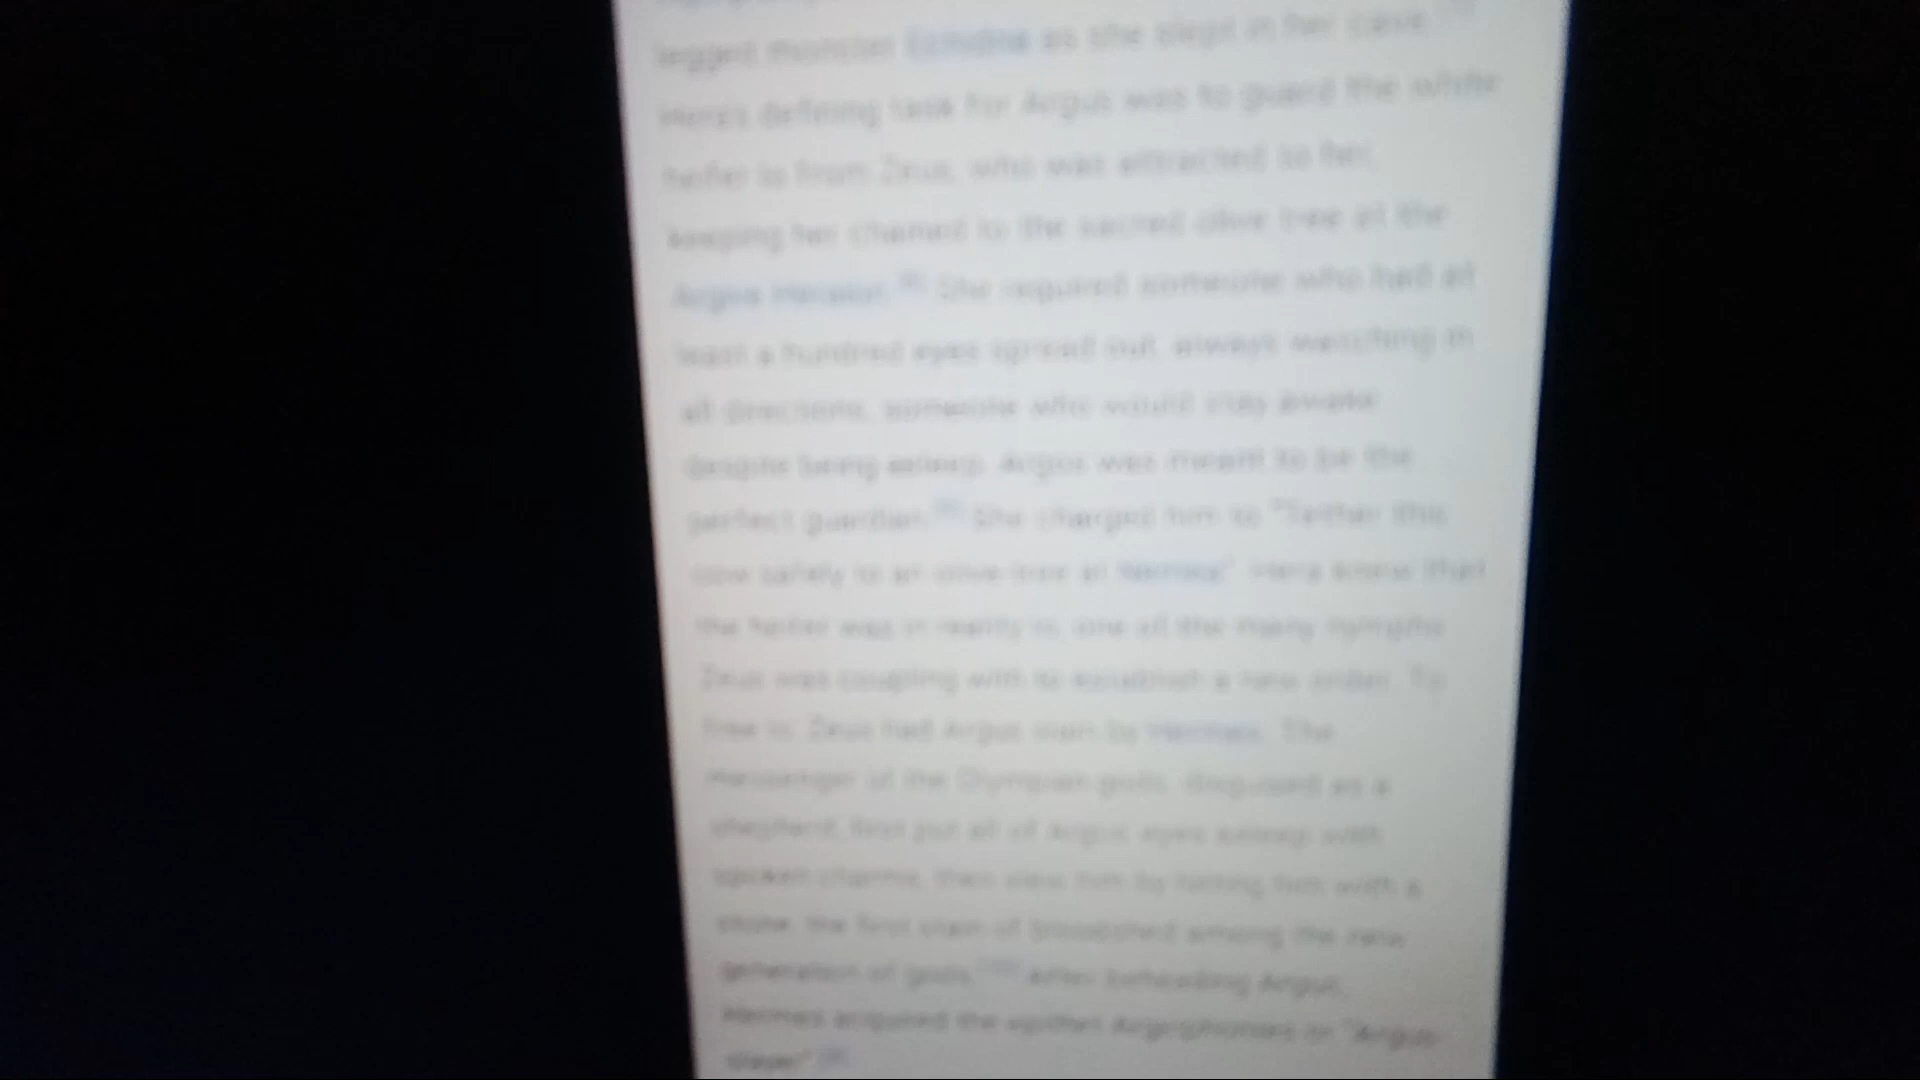 legged monster Echidna as she slept in her cave.
Hera's defining task for Argus was to guard the white
heifer Io from Zeus, who was attracted to her,
keeping her chained to the sacred olive tree at the
Argive Heraion. She required someone who had at
least a hundred eyes spread out, always watching in
all directions, someone who would stay awake
despite being asleep. Argos was meant to be the
perfect guardian. She charged him to "Tether this
cow safely to an olive tree at Nemea". Hera knew that
the heifer was in reality Io, one of the many nymphs
Zeus was coupling with to establish a new order. To
free Io, Zeus had Argus slain by Hermes. The
messenger of the Olympian gods, disguised as a
shepherd, first put all of Argus eyes asleep with
spoken charms, then slew him by hitting him with a
stone, the first stain of bloodshed among the new
generation of gods. After beheading Argus,
Hermes acquired the epithet Argeiphontes or "Argus-
slayer".